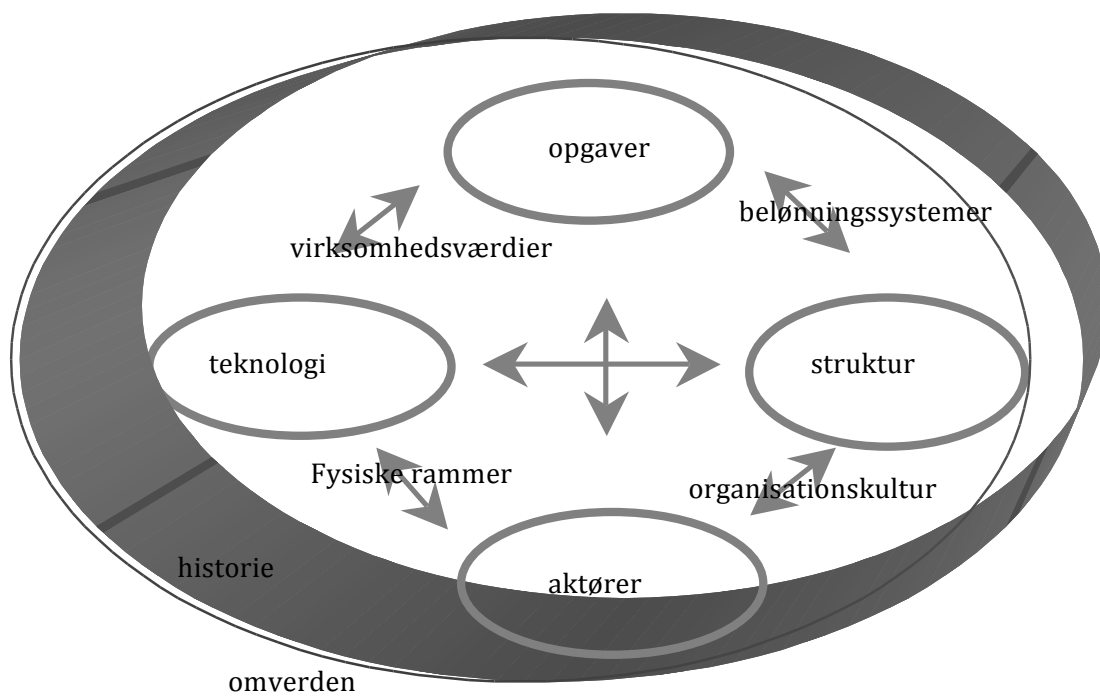 opgaver
belønningssystemer
virksomhedsværdier
teknologi
struktur
Fysiske rammer
organisationskultur
historie
aktører
omverden